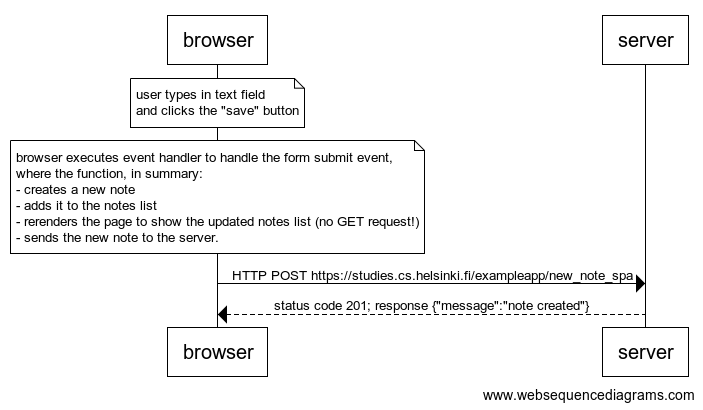 browser
server
user types in text field
and clicks the "save" button
browser executes event handler to handle the form submit event,
where the function, in summary:
- creates a new note
- adds it to the notes list
- rerenders the page to show the updated notes list (no GET request!)
- sends the new note to the server.
HTTP POST https://studies.cs.helsinki.fi/exampleapp/new_note_spa
status code 201; response {"message":"note created"}
browser
server
www.websequencediagrams.com